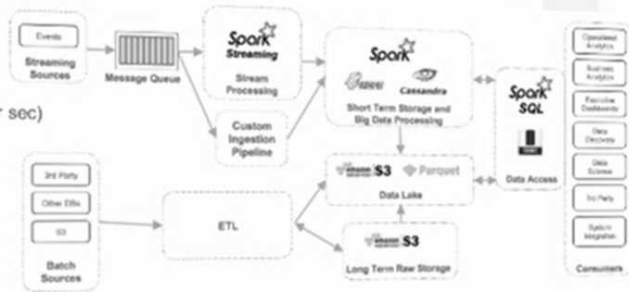 Events
Streaming Sources
Message Queue
Spark Streaming
Stream Processing
Custom Ingestion Pipeline
Spark
Cassandra
Short Term Storage and Big Data Processing
Spark SQL
Data Access
r sec)
3rd Party
S3
Batch Sources
ETL
amazon S3
Parquet
Data Lake
amazon S3
Long Term Raw Storage
Operational Analytics
Business Analytics
Executive Dashboards
Data Discovery
Data Science
3rd Party
System Integration
Consumers